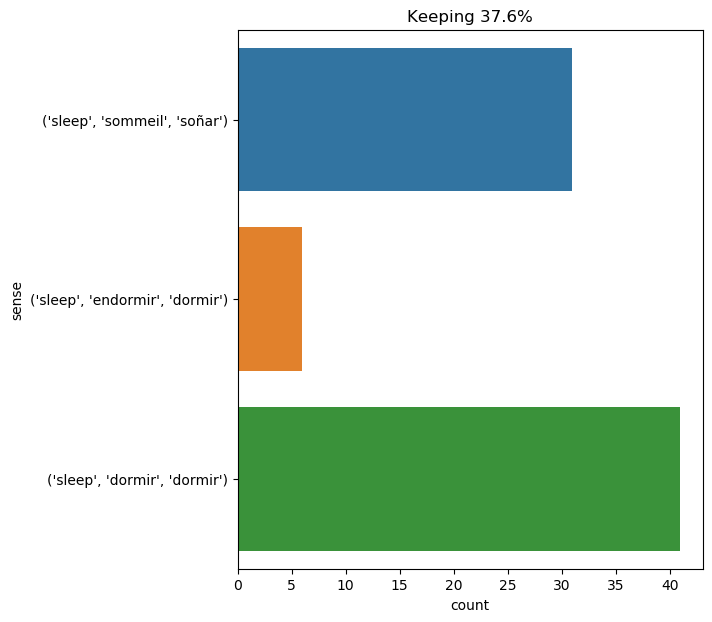 Keeping 37.6%
('sleep', 'sommeil', 'soñar')
('sleep', 'endormir', 'dormir')
('sleep', 'dormir', 'dormir')
sense
0 5 10 15 20 25 30 35 40
count